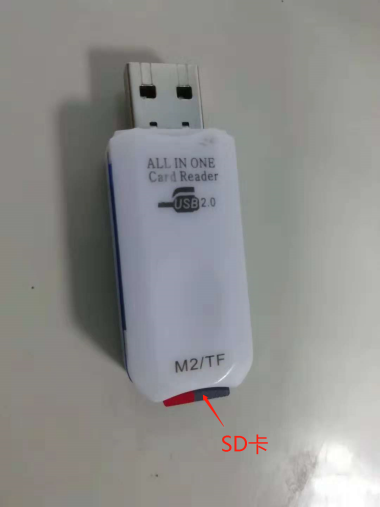 ALL IN ONE
Card Reader
USB 2.0
M2/TF
SD卡